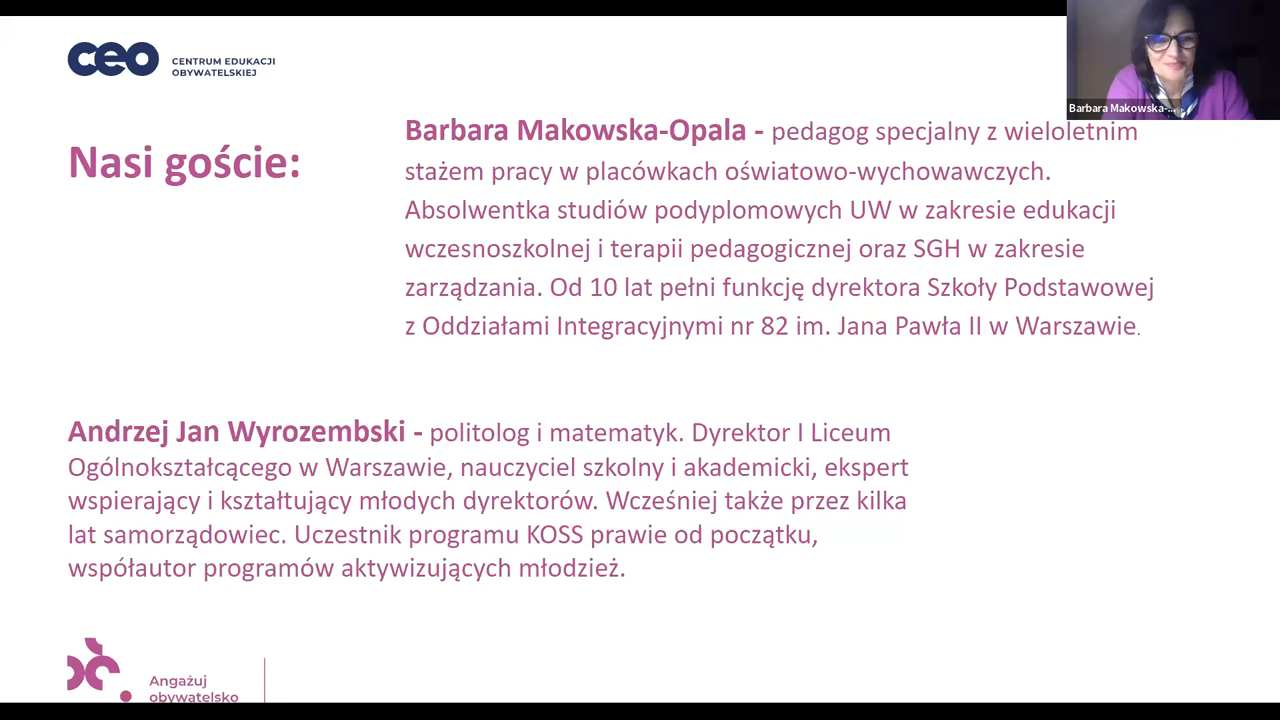 ceo CENTRUM EDUKACJI
OBYWATELSKIEJ
Barbara Makowska-...
Nasi goście:
Barbara Makowska-Opala - pedagog specjalny z wieloletnim
stażem pracy w placówkach oświatowo-wychowawczych.
Absolwentka studiów podyplomowych UW w zakresie edukacji
wczesnoszkolnej i terapii pedagogicznej oraz SGH w zakresie
zarządzania. Od 10 lat pełni funkcję dyrektora Szkoły Podstawowej
z Oddziałami Integracyjnymi nr 82 im. Jana Pawła II w Warszawie.
Andrzej Jan Wyrozembski - politolog i matematyk. Dyrektor I Liceum
Ogólnokształcącego w Warszawie, nauczyciel szkolny i akademicki, ekspert
wspierający i kształtujący młodych dyrektorów. Wcześniej także przez kilka
lat samorządowiec. Uczestnik programu KOSS prawie od początku,
współautor programów aktywizujących młodzież.
Angażuj
obywatelsko